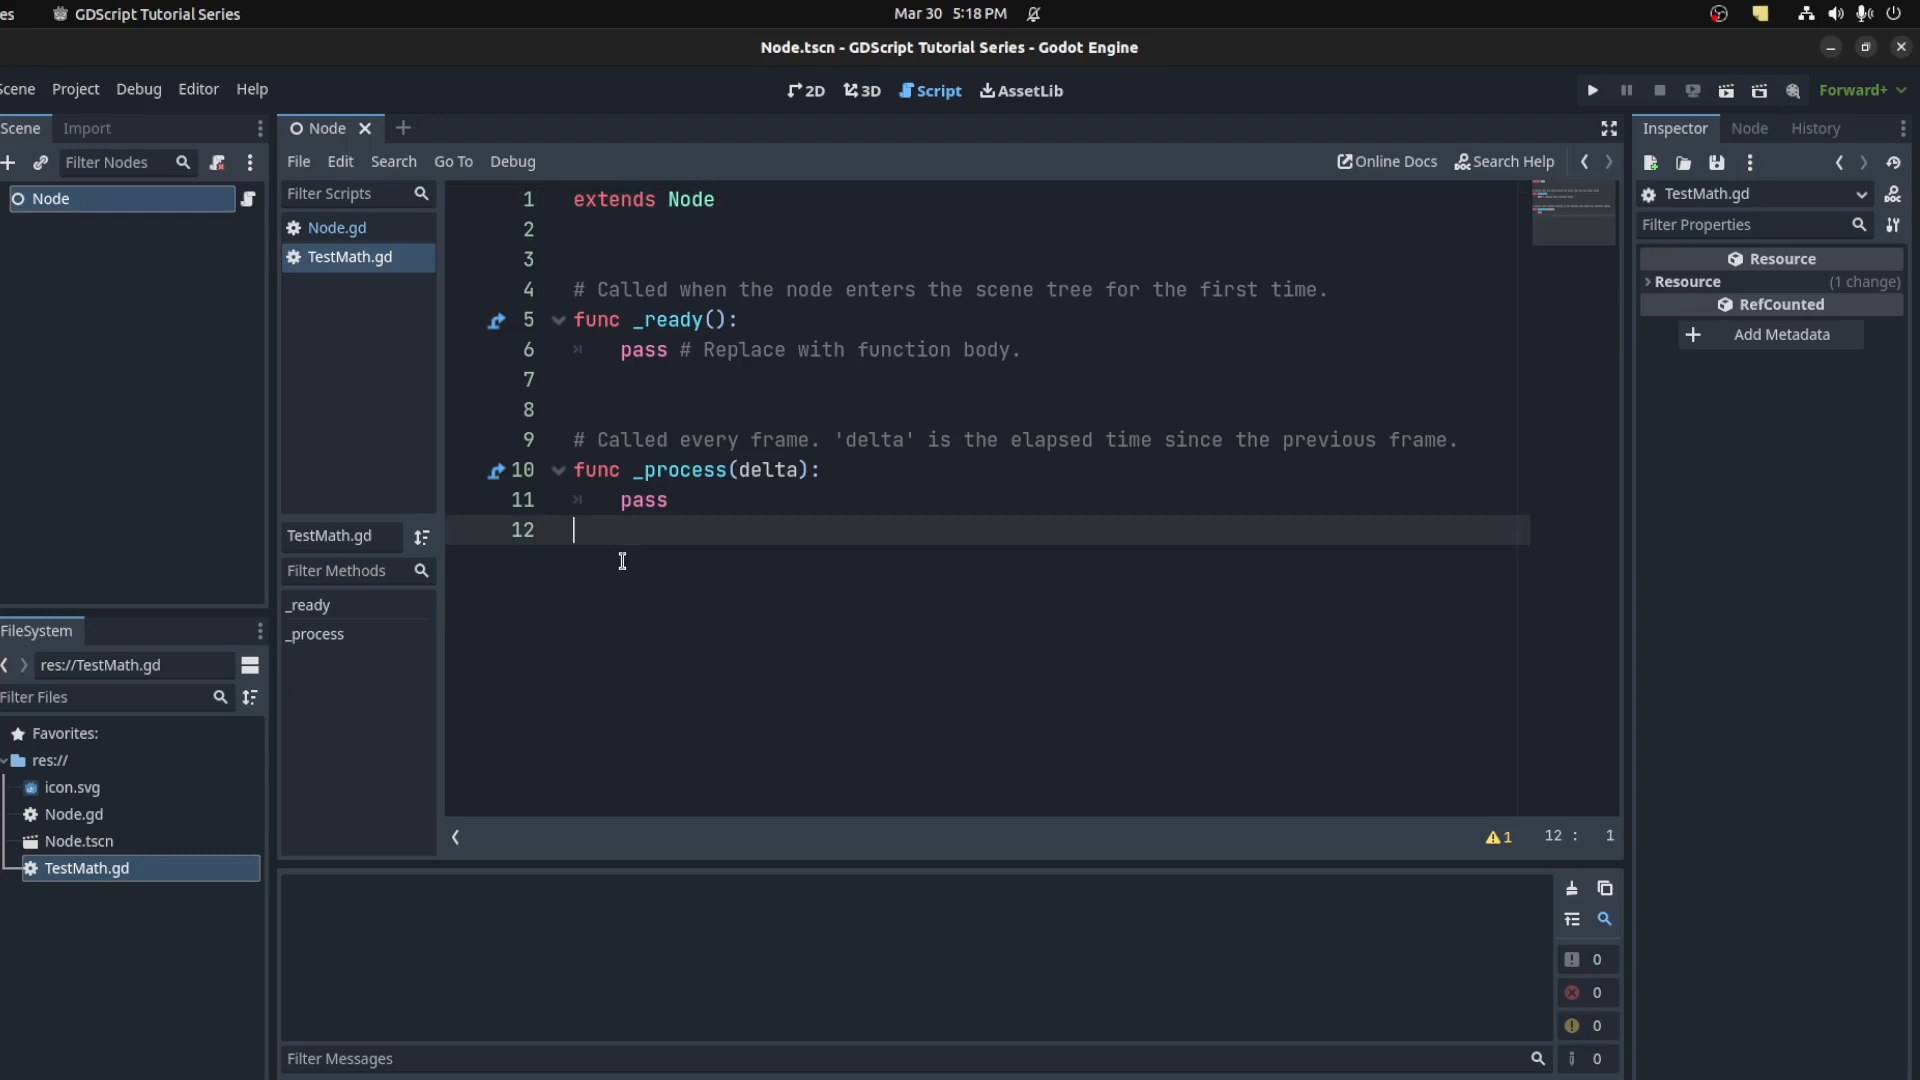 es GDScript Tutorial Series Mar 30 5:18 PM
Node.tscn - GDScript Tutorial Series - Godot Engine
Scene Project Debug Editor Help 2D 3D Script AssetLib Forward+
Scene Import
Filter Nodes
Node
FileSystem
res://TestMath.gd
Filter Files
Favorites:
res://
icon.svg
Node.gd
Node.tscn
TestMath.gd
Node
File Edit Search Go To Debug Online Docs Search Help
Filter Scripts
Node.gd
TestMath.gd
TestMath.gd
Filter Methods
_ready
_process
1 extends Node
2
3
4 # Called when the node enters the scene tree for the first time.
5 func _ready():
6 pass # Replace with function body.
7
8
9 # Called every frame. 'delta' is the elapsed time since the previous frame.
10 func _process(delta):
11 pass
12
1 12 : 1
0
0
0
Filter Messages 0
Inspector Node History
TestMath.gd
Filter Properties
Resource
Resource (1 change)
RefCounted
Add Metadata